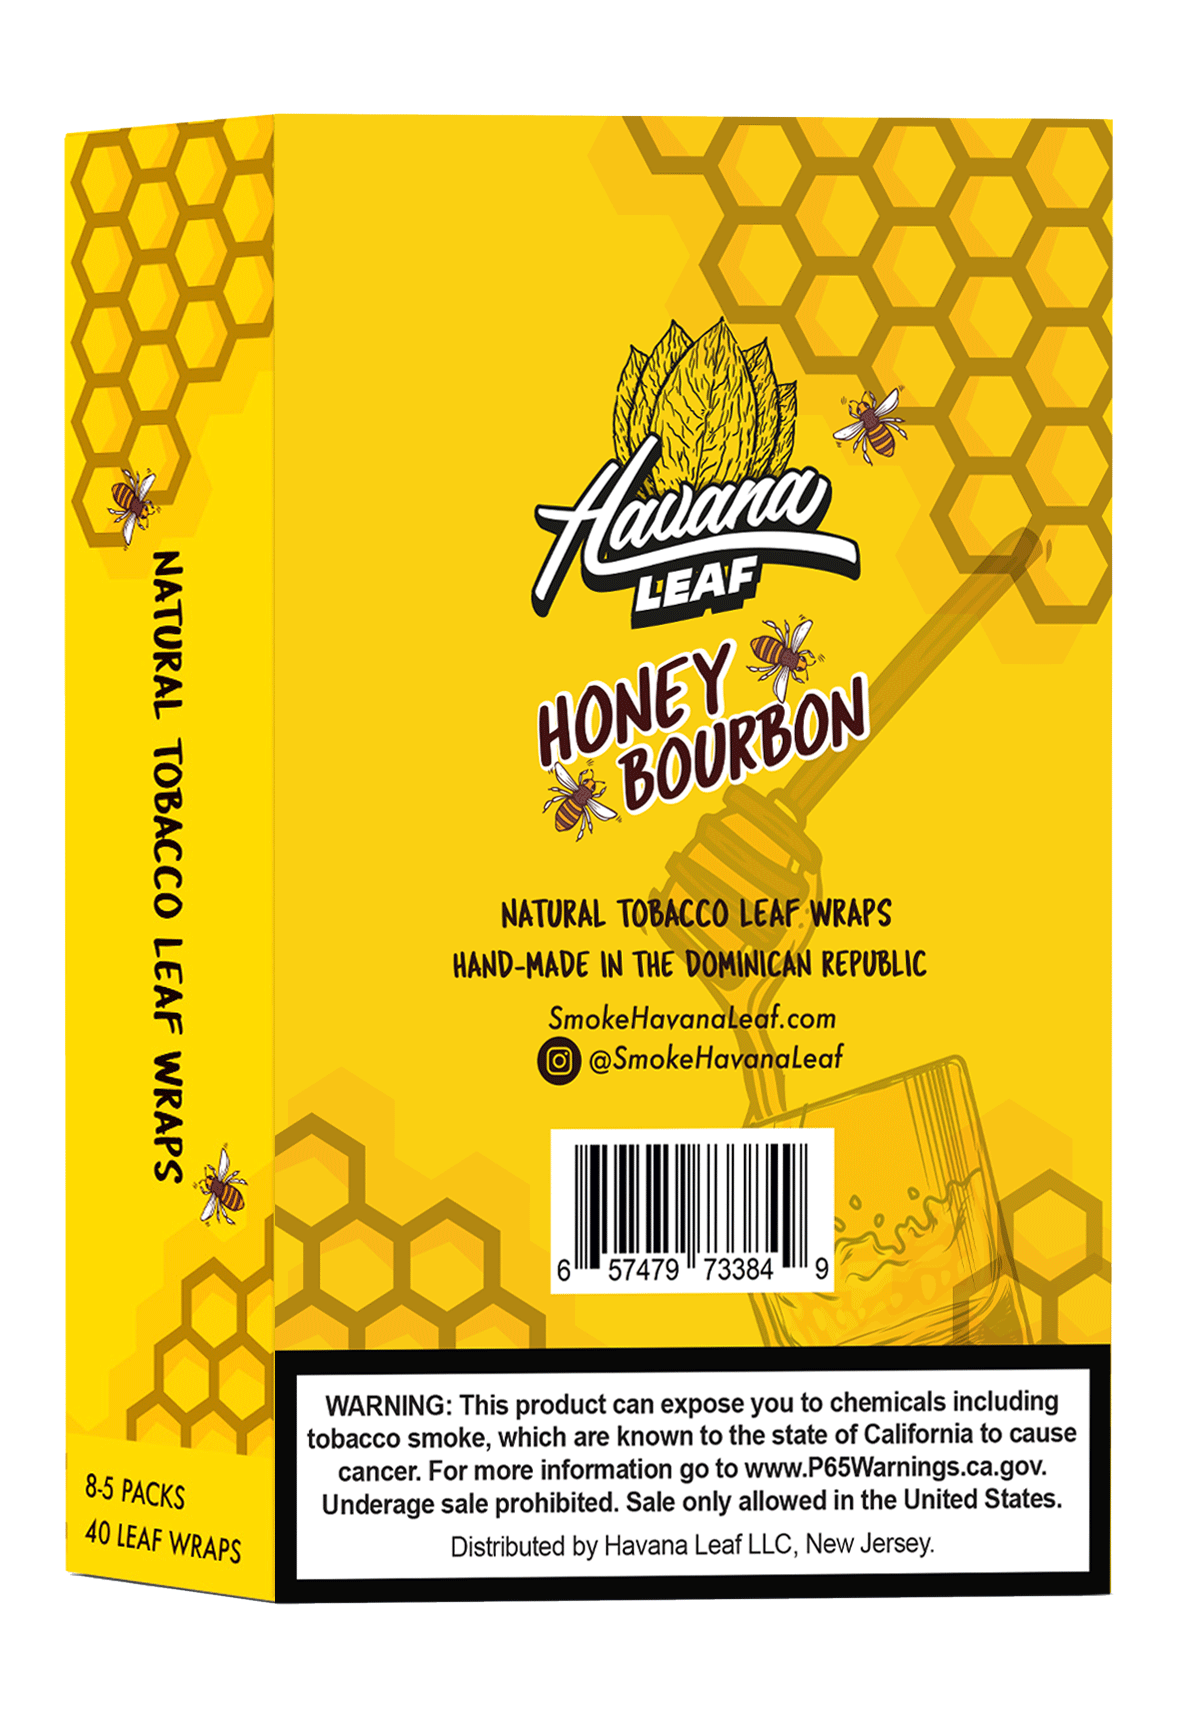 NATURAL TOBACCO LEAF WRAPS
8-5 PACKS
40 LEAF WRAPS
Havana
LEAF
HONEY
BOURBON
NATURAL TOBACCO LEAF WRAPS
HAND-MADE IN THE DOMINICAN REPUBLIC
SmokeHavanaLeaf.com
@SmokeHavanaLeaf
6 57479 73384 9
WARNING: This product can expose you to chemicals including
tobacco smoke, which are known to the state of California to cause
cancer. For more information go to www.P65Warnings.ca.gov.
Underage sale prohibited. Sale only allowed in the United States.
Distributed by Havana Leaf LLC, New Jersey.